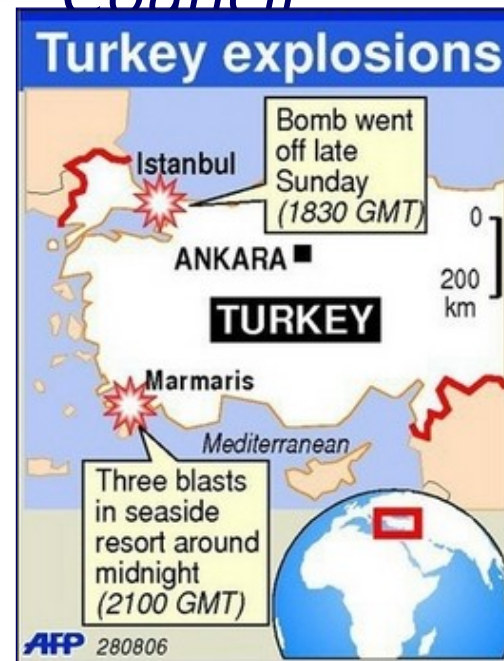 Council
Turkey explosions
Bomb went
off late
Sunday
(1830 GMT)
Istanbul
0
ANKARA
200
km
TURKEY
Marmaris
Mediterranean
Three blasts
in seaside
resort around
midnight
(2100 GMT)
AFP 280806